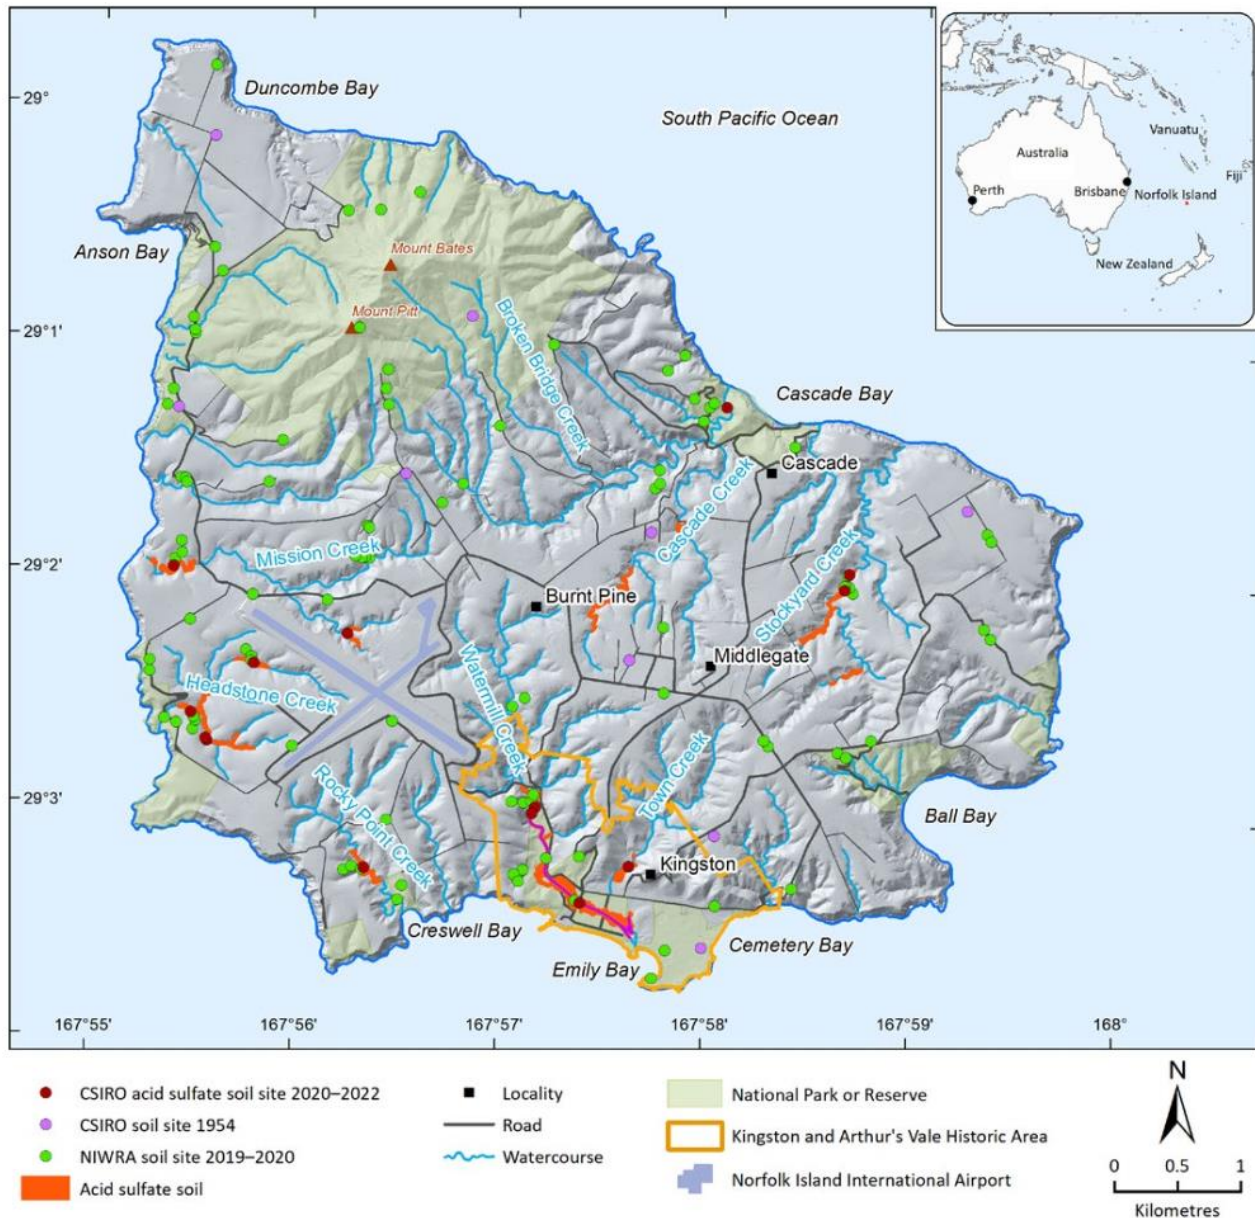 Duncombe Bay
South Pacific Ocean
29°
Anson Bay
Mount Bates
Mount Pitt
29°1'
Broken Bridge Creek
Cascade Bay
Cascade
Cascade Creek
Mission Creek
29°2'
Burnt Pine
Stockyard Creek
Middlegate
Watermill Creek
Headstone Creek
Rocky Point Creek
Town Creek
29°3'
Ball Bay
Kingston
Creswell Bay
Cemetery Bay
Emily Bay
167°55'
167°56'
167°57'
167°58'
167°59'
168°
Vanuatu
Australia
Fiji
Perth
Brisbane
Norfolk Island
New Zealand
CSIRO acid sulfate soil site 2020–2022
CSIRO soil site 1954
NIWRA soil site 2019–2020
Acid sulfate soil
Locality
Road
Watercourse
National Park or Reserve
Kingston and Arthur's Vale Historic Area
Norfolk Island International Airport
N
0 0.5 1
Kilometres